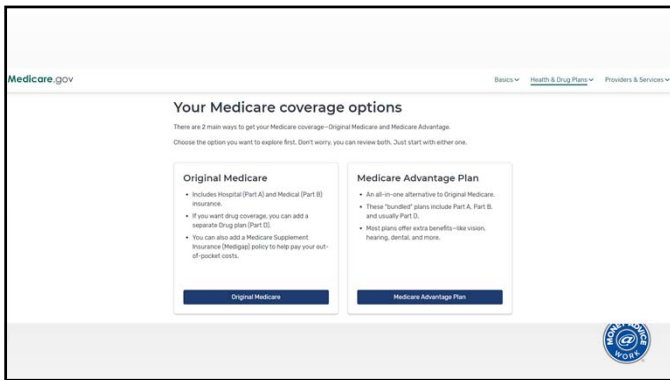 Medicare.gov
Basics
Health & Drug Plans
Providers & Services
Your Medicare coverage options
There are 2 main ways to get your Medicare coverage—Original Medicare and Medicare Advantage.
Choose the option you want to explore first. Don't worry, you can review both. Just start with either one.
Original Medicare
• Includes Hospital (Part A) and Medical (Part B)
insurance.
• If you want drug coverage, you can add a
separate Drug plan (Part D).
• You can also add a Medicare Supplement
Insurance (Medigap) policy to help pay your out-
of-pocket costs.
Original Medicare
Medicare Advantage Plan
• An all-in-one alternative to Original Medicare.
• These "bundled" plans include Part A, Part B,
and usually Part D.
• Most plans offer extra benefits—like vision,
hearing, dental, and more.
Medicare Advantage Plan
MONEY ADVICE
@
WORK